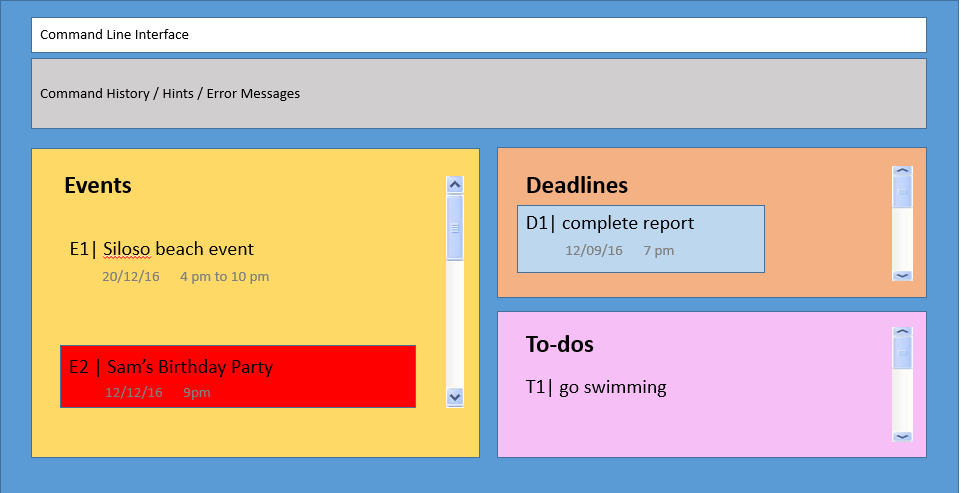 Command Line Interface
Command History / Hints / Error Messages
Events
E1| Siloso beach event
20/12/16 4 pm to 10 pm
E2 | Sam’s Birthday Party
12/12/16 9pm
Deadlines
D1| complete report
12/09/16 7 pm
To-dos
T1| go swimming